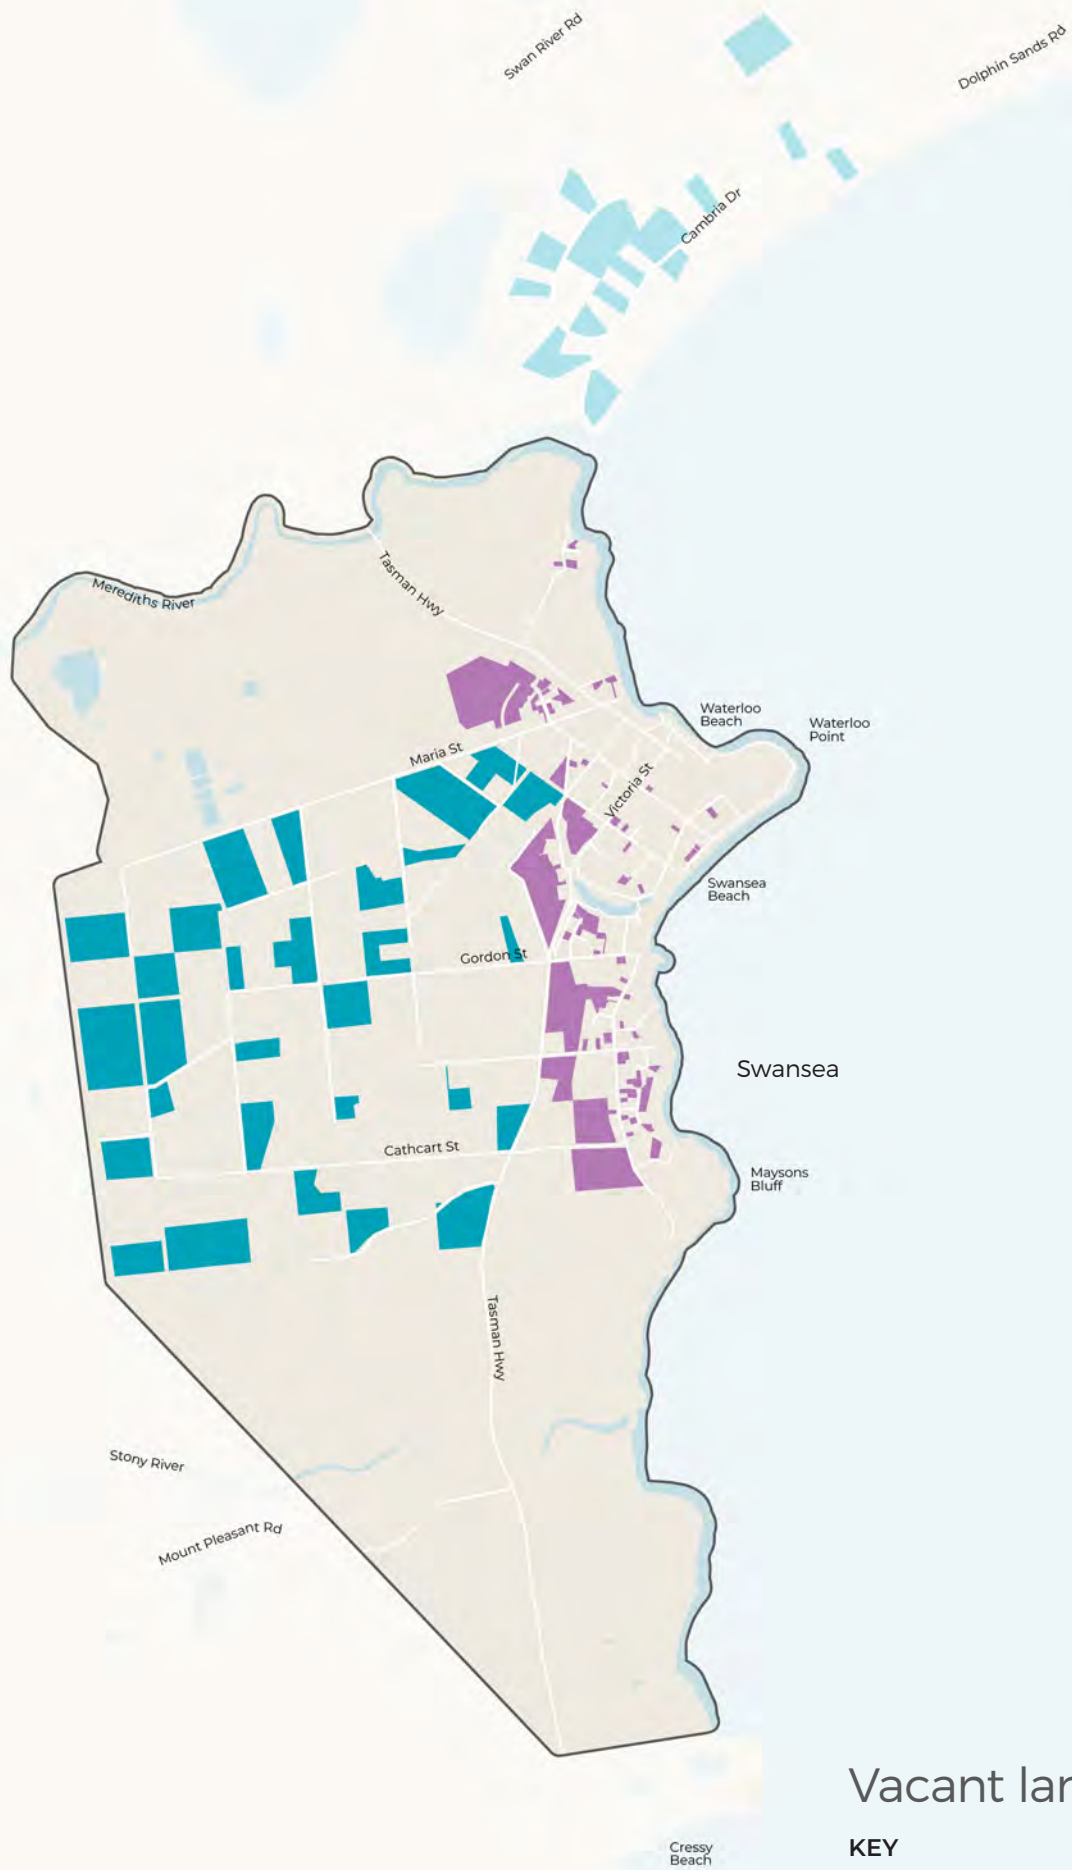 Swan River Rd
Dolphin Sands Rd
Cambria Dr
Tasman Hwy
Merediths River
Waterloo
Beach
Waterloo
Point
Maria St
Victoria St
Swansea
Beach
Gordon St
Swansea
Cathcart St
Maysons
Bluff
Tasman Hwy
Stony River
Mount Pleasant Rd
Vacant lan
KEY
Cressy
Beach